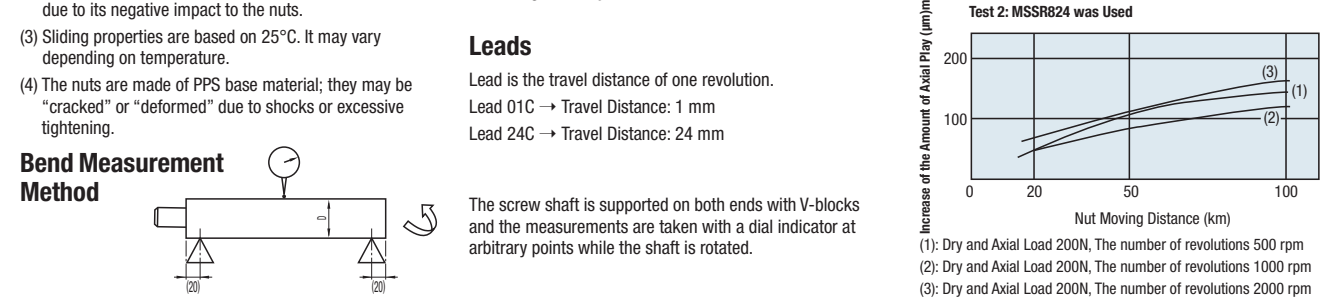 due to its negative impact to the nuts.
(3) Sliding properties are based on 25°C. It may vary
depending on temperature.
(4) The nuts are made of PPS base material; they may be
“cracked” or “deformed” due to shocks or excessive
tightening.
Bend Measurement
Method
D
(20)
(20)
Leads
Lead is the travel distance of one revolution.
Lead 01C → Travel Distance: 1 mm
Lead 24C → Travel Distance: 24 mm
The screw shaft is supported on both ends with V-blocks
and the measurements are taken with a dial indicator at
arbitrary points while the shaft is rotated.
Test 2: MSSR824 was Used
Increase of the Amount of Axial Play (μm)m
200
100
(3)
(1)
(2)
0 20 50 100
Nut Moving Distance (km)
(1): Dry and Axial Load 200N, The number of revolutions 500 rpm
(2): Dry and Axial Load 200N, The number of revolutions 1000 rpm
(3): Dry and Axial Load 200N, The number of revolutions 2000 rpm